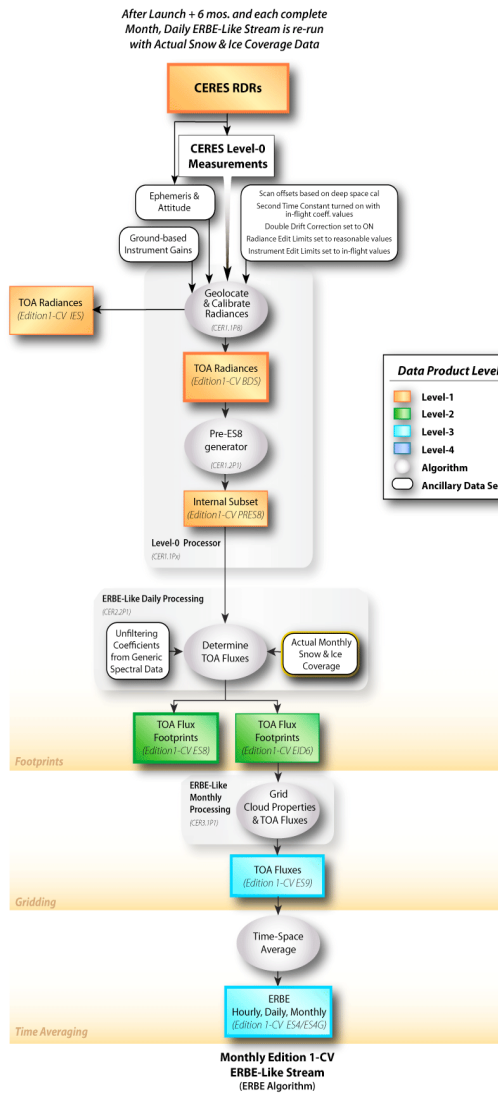 After Launch + 6 mos. and each complete
Month, Daily ERBE-Like Stream is re-run
with Actual Snow & Ice Coverage Data
CERES RDRs
CERES Level-0
Measurements
Ephemeris &
Attitude
Ground-based
Instrument Gains
Scan offsets based on deep space cal
Second Time Constant turned on with
in-flight coeff. values
Double Drift Correction set to ON
Radiance Edit Limits set to reasonable values
Instrument Edit Limits set to in-flight values
Geolocate
& Calibrate
Radiances
(CER1.1P8)
TOA Radiances
(Edition1-CV IES)
TOA Radiances
(Edition1-CV BDS)
Pre-ES8
generator
(CER1.2P1)
Internal Subset
(Edition1-CV PRES8)
Level-0 Processor
(CER1.1Px)
Data Product Level
Level-1
Level-2
Level-3
Level-4
Algorithm
Ancillary Data Se
ERBE-Like Daily Processing
(CER2.2P1)
Unfiltering
Coefficients
from Generic
Spectral Data
Determine
TOA Fluxes
Actual Monthly
Snow & Ice
Coverage
TOA Flux
Footprints
(Edition1-CV ES8)
TOA Flux
Footprints
(Edition1-CV EID6)
Footprints
ERBE-Like
Monthly
Processing
(CER3.1P1)
Grid
Cloud Properties
& TOA Fluxes
TOA Fluxes
(Edition 1-CV ES9)
Gridding
Time-Space
Average
ERBE
Hourly, Daily, Monthly
(Edition 1-CV ES4/ES4G)
Time Averaging
Monthly Edition 1-CV
ERBE-Like Stream
(ERBE Algorithm)